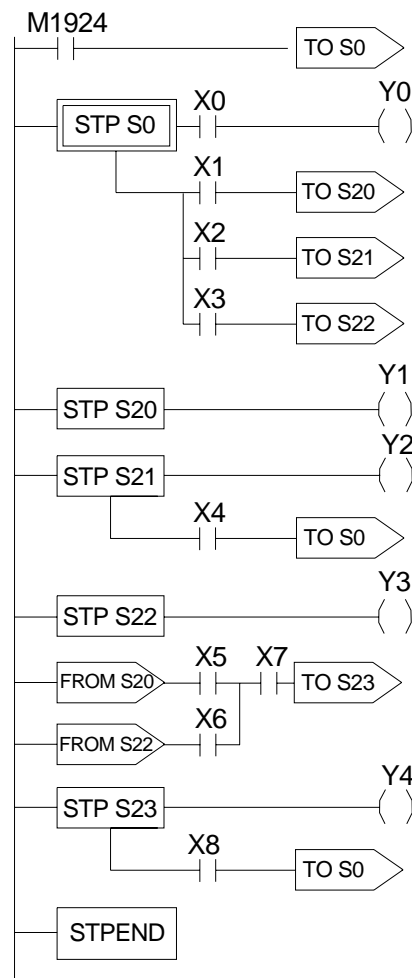 M1924
TO S0
X0
Y0
STP S0
X1
TO S20
X2
TO S21
X3
TO S22
Y1
STP S20
Y2
STP S21
X4
TO S0
Y3
STP S22
X5
X7
FROM S20
TO S23
X6
FROM S22
Y4
STP S23
X8
TO S0
STPEND